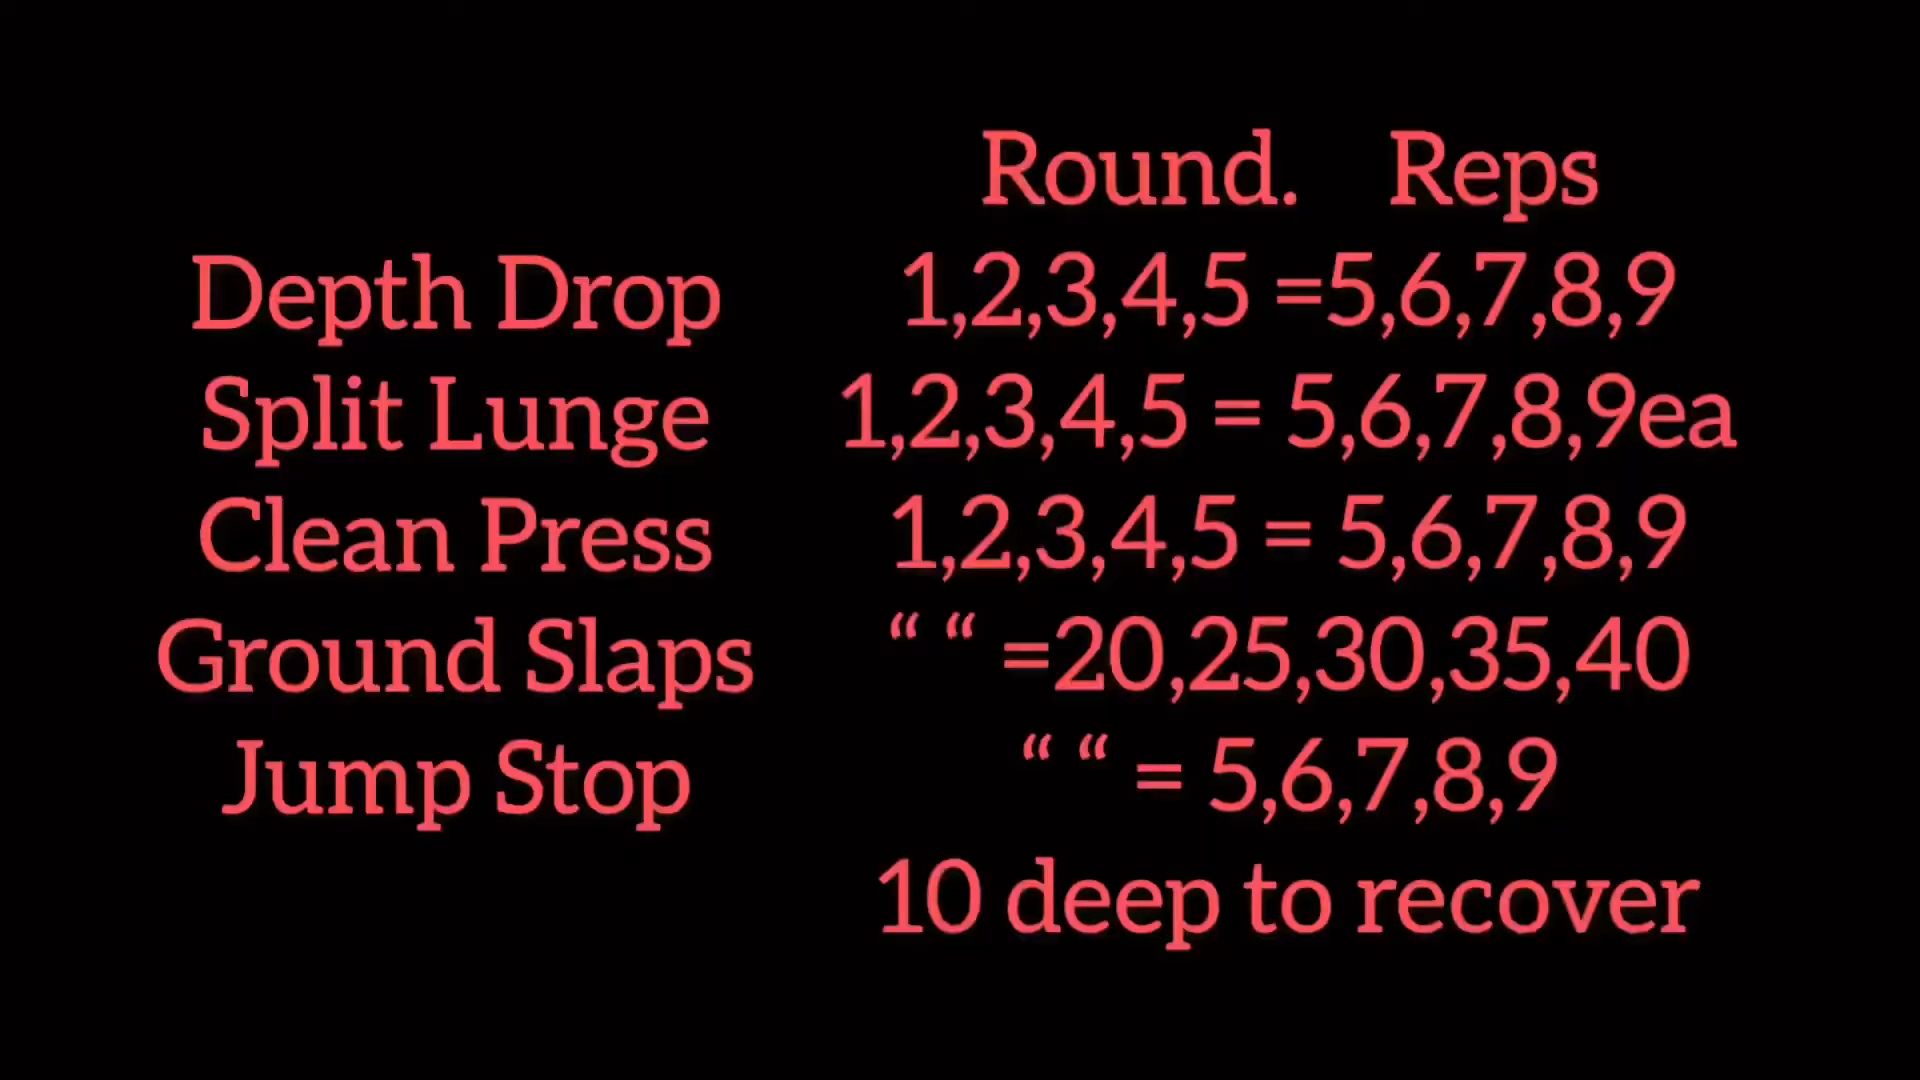 Round. Reps
Depth Drop 1,2,3,4,5 =5,6,7,8,9
Split Lunge 1,2,3,4,5 = 5,6,7,8,9ea
Clean Press 1,2,3,4,5 = 5,6,7,8,9
Ground Slaps “ “ =20,25,30,35,40
Jump Stop “ “ = 5,6,7,8,9
10 deep to recover